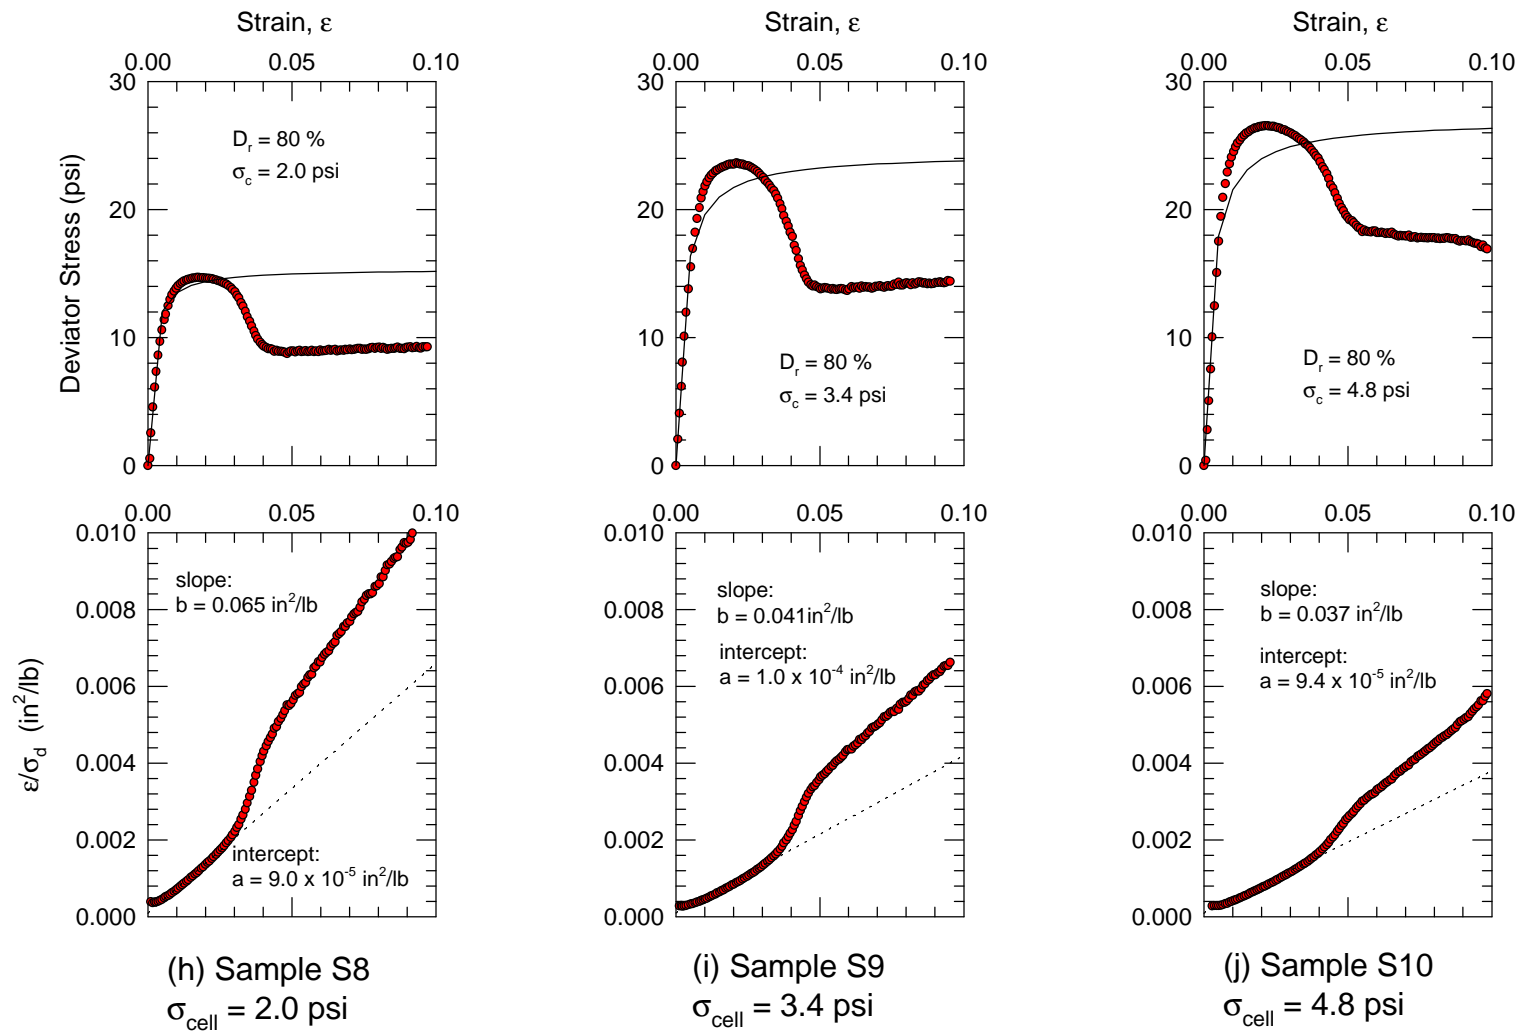 Strain, ε
Strain, ε
Strain, ε
0.00 0.05 0.10
0.00 0.05 0.10
0.00 0.05 0.10
Deviator Stress (psi)
30
20
10
0
D_r = 80 %
σ_c = 2.0 psi
30
20
10
0
D_r = 80 %
σ_c = 3.4 psi
30
20
10
0
D_r = 80 %
σ_c = 4.8 psi
0.00 0.05 0.10
0.00 0.05 0.10
0.00 0.05 0.10
ε/σ_d (in²/lb)
0.010
0.008
0.006
0.004
0.002
0.000
slope:
b = 0.065 in²/lb
intercept:
a = 9.0 x 10⁻⁵ in²/lb
0.010
0.008
0.006
0.004
0.002
0.000
slope:
b = 0.041in²/lb
intercept:
a = 1.0 x 10⁻⁴ in²/lb
0.010
0.008
0.006
0.004
0.002
0.000
slope:
b = 0.037 in²/lb
intercept:
a = 9.4 x 10⁻⁵ in²/lb
(h) Sample S8
σ_cell = 2.0 psi
(i) Sample S9
σ_cell = 3.4 psi
(j) Sample S10
σ_cell = 4.8 psi